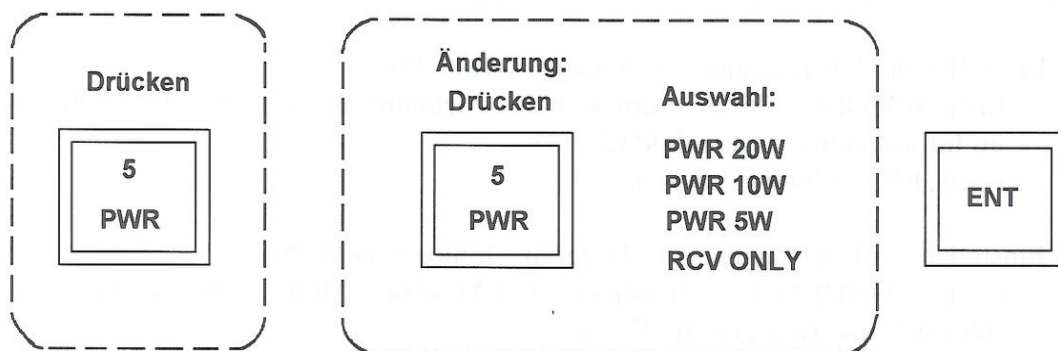 Drücken
5
PWR
Änderung:
Drücken
5
PWR
Auswahl:
PWR 20W
PWR 10W
PWR 5W
RCV ONLY
ENT